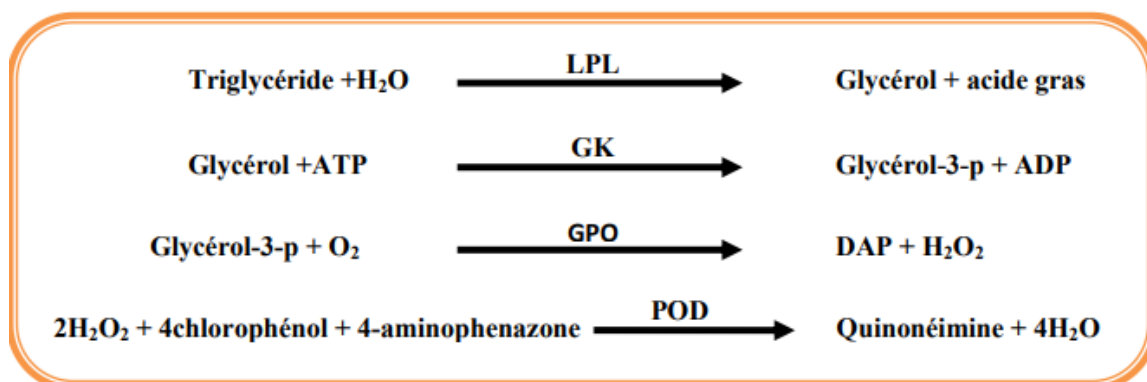 LPL
Triglycéride +H₂O Glycérol + acide gras
GK
Glycérol +ATP Glycérol-3-p + ADP
GPO
Glycérol-3-p + O₂ DAP + H₂O₂
POD
2H₂O₂ + 4chlorophénol + 4-aminophenazone Quinonéimine + 4H₂O